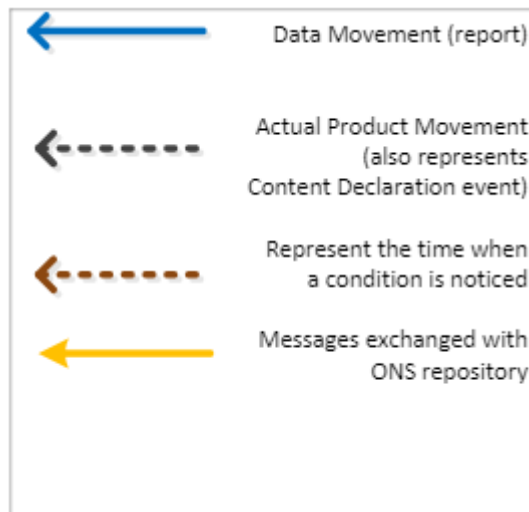 Data Movement (report)
Actual Product Movement
(also represents
Content Declaration event)
Represent the time when
a condition is noticed
Messages exchanged with
ONS repository